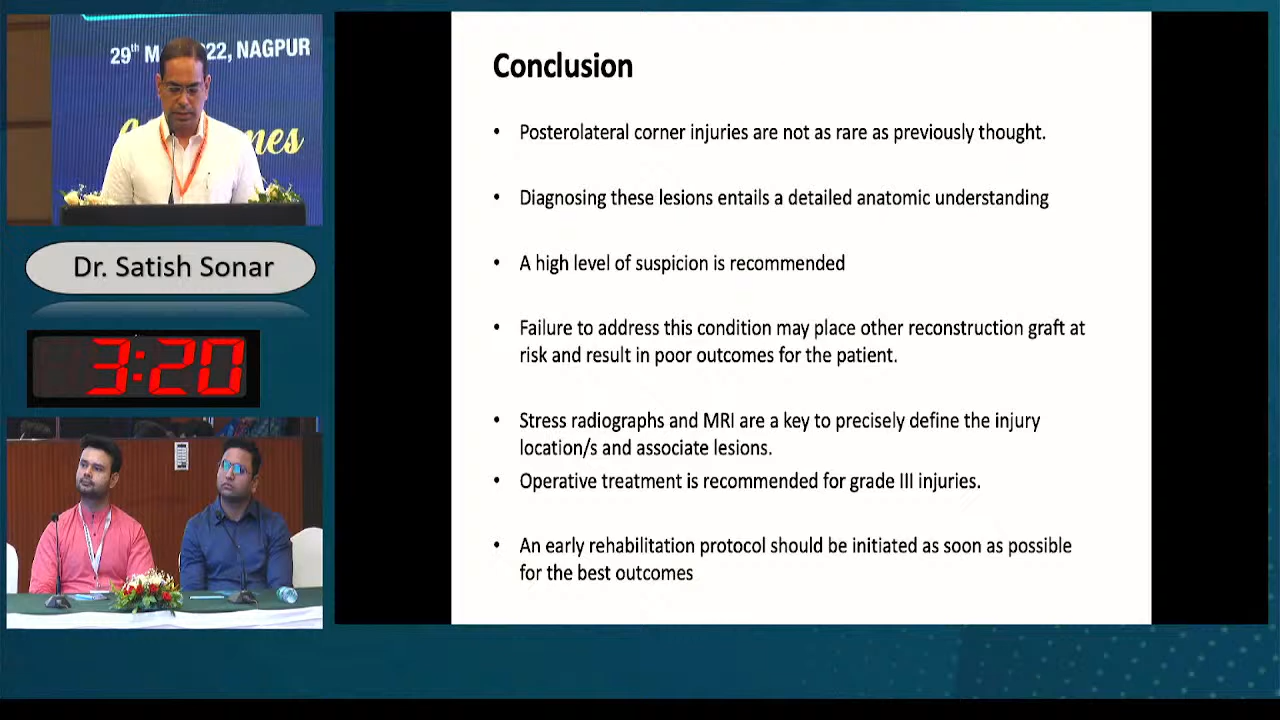 29th M 22, NAGPUR
nes
Dr. Satish Sonar
3:20
Conclusion
• Posterolateral corner injuries are not as rare as previously thought.
• Diagnosing these lesions entails a detailed anatomic understanding
• A high level of suspicion is recommended
• Failure to address this condition may place other reconstruction graft at
risk and result in poor outcomes for the patient.
• Stress radiographs and MRI are a key to precisely define the injury
location/s and associate lesions.
• Operative treatment is recommended for grade III injuries.
• An early rehabilitation protocol should be initiated as soon as possible
for the best outcomes